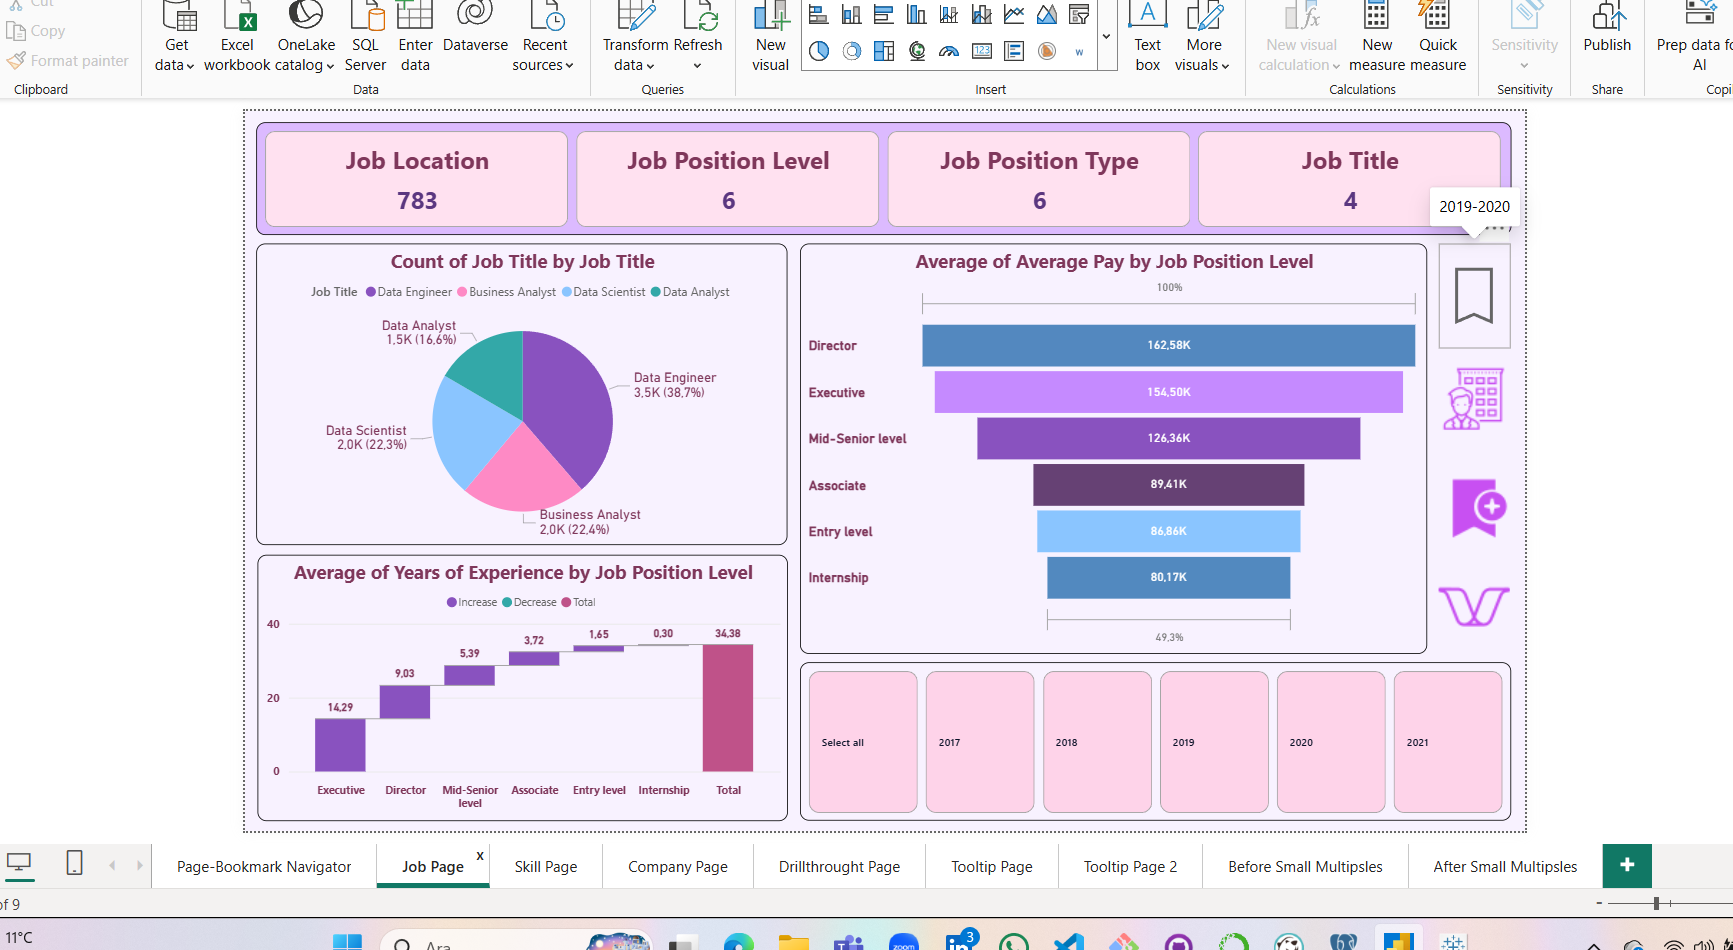 Cut
Copy
Format painter
Clipboard
Get data
Excel workbook
OneLake catalog
SQL Server
Enter data
Dataverse
Recent sources
Data
Transform data
Refresh
Queries
New visual
123
Text box
More visuals
Insert
New visual calculation
New measure
Quick measure
Calculations
Sensitivity
Sensitivity
Publish
Share
Prep data
AI
Job Location
783
Job Position Level
6
Job Position Type
6
Job Title
4
2019-2020
Count of Job Title by Job Title
Job Title Data Engineer Business Analyst Data Scientist Data Analyst
Data Analyst
1,5K (16,6%)
Data Engineer
3,5K (38,7%)
Data Scientist
2,0K (22,3%)
Business Analyst
2,0K (22,4%)
Average of Average Pay by Job Position Level
100%
Director 162,58K
Executive 154,50K
Mid-Senior level 126,36K
Associate 89,41K
Entry level 86,86K
Internship 80,17K
49,3%
Average of Years of Experience by Job Position Level
Increase Decrease Total
40
20
0
14,29
9,03
5,39
3,72
1,65
0,30
34,38
Executive Director Mid-Senior level Associate Entry level Internship Total
Select all
2017
2018
2019
2020
2021
Page-Bookmark Navigator
Job Page x
Skill Page
Company Page
Drillthrought Page
Tooltip Page
Tooltip Page 2
Before Small Multipsles
After Small Multipsles
+
of 9
11°C
Ara
zoom
3